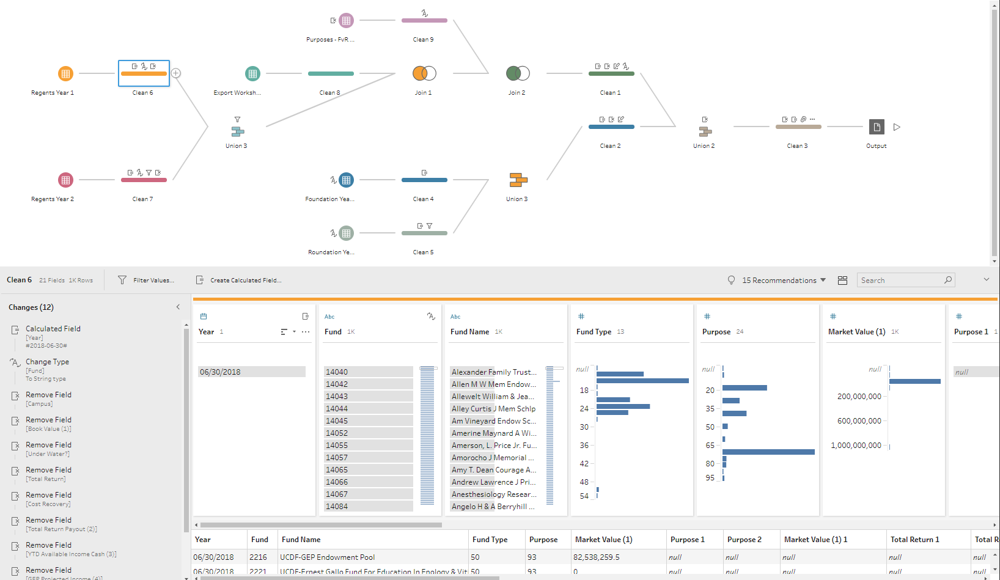 Purposes - FvR ...
Clean 9
Regents Year 1
Clean 6
Export Worksh...
Clean 8
Join 1
Join 2
Clean 1
Union 3
Clean 2
Union 2
Clean 3
Output
Regents Year 2
Clean 7
Foundation Yea...
Clean 4
Union 3
Roundation Ye...
Clean 5
Clean 6 21 Fields 1K Rows Filter Values... Create Calculated Field... 15 Recommendations Search
Changes (12)
Calculated Field
[Year]
#2018-06-30#
Change Type
[Fund]
To String type
Remove Field
[Campus]
Remove Field
[Book Value (1)]
Remove Field
[Under Water?]
Remove Field
[Total Return]
Remove Field
[Cost Recovery]
Remove Field
[Total Return Payout (2)]
Remove Field
[YTD Available Income Cash (3)]
Remove Field
[GEP Projected Income (4)]
Year 1
06/30/2018
Abc
Fund 1K
14040
14042
14043
14044
14045
14052
14055
14057
14065
14066
14067
14084
Abc
Fund Name 1K
Alexander Family Trust...
Allen M W Mem Endow...
Allewelt William & Jea...
Alley Curtis J Mem Schlp
Am Vineyard Endow Sc...
Amerine Maynard A Wi...
Amerson, L. Price Jr. Fu...
Amorocho J Memorial ...
Amy T. Dean Courage A...
Andrew Lawrence J Pri...
Anesthesiology Resear...
Angelo H & A Berryhill ...
#
Fund Type 13
null
18
24
30
36
42
48
54
#
Purpose 24
null
20
35
50
65
80
95
#
Market Value (1) 1K
null
200,000,000
600,000,000
1,000,000,000
#
Purpose 1 1
null
Year Fund Fund Name Fund Type Purpose Market Value (1) Purpose 1 Purpose 2 Market Value (1) 1 Total Return 1 Total R
06/30/2018 2216 UCDF-GEP Endowment Pool 50 93 82,538,259.5 null null null null null
06/30/2018 2221 UCDF-Ernest Gallo Fund For Education In Enology & Vit 50 93 0 null null null null null